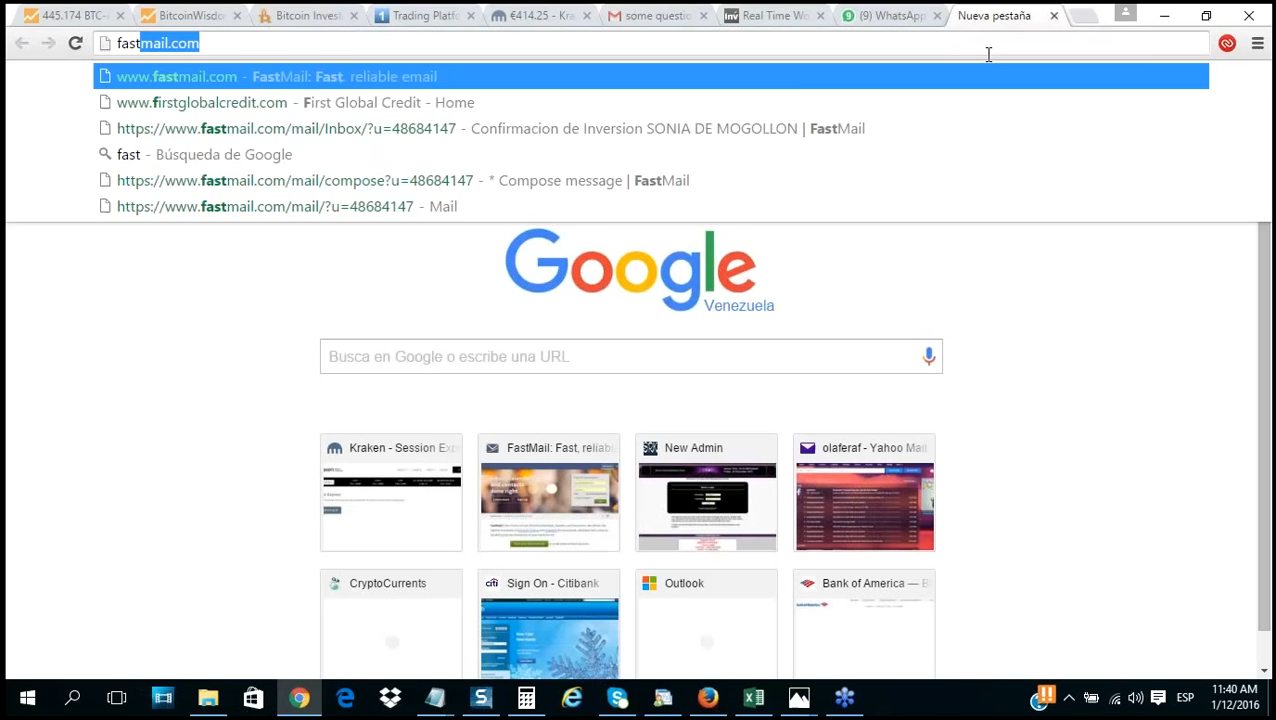 445.174 BTC-
BitcoinWisdo
Bitcoin Invest
Trading Platfo
€414.25 - Kra
some questio
Real Time Wo
(9) WhatsApp
Nueva pestaña
fastmail.com
www.fastmail.com - FastMail: Fast, reliable email
www.firstglobalcredit.com - First Global Credit - Home
https://www.fastmail.com/mail/Inbox/?u=48684147 - Confirmacion de Inversion SONIA DE MOGOLLON | FastMail
fast - Búsqueda de Google
https://www.fastmail.com/mail/compose?u=48684147 - * Compose message | FastMail
https://www.fastmail.com/mail/?u=48684147 - Mail
Google
Venezuela
Busca en Google o escribe una URL
Kraken - Session Exp
FastMail: Fast, reliabl
New Admin
olaferaf - Yahoo Mail
CryptoCurrents
Sign On - Citibank
Outlook
Bank of America — B
ESP
11:40 AM
1/12/2016